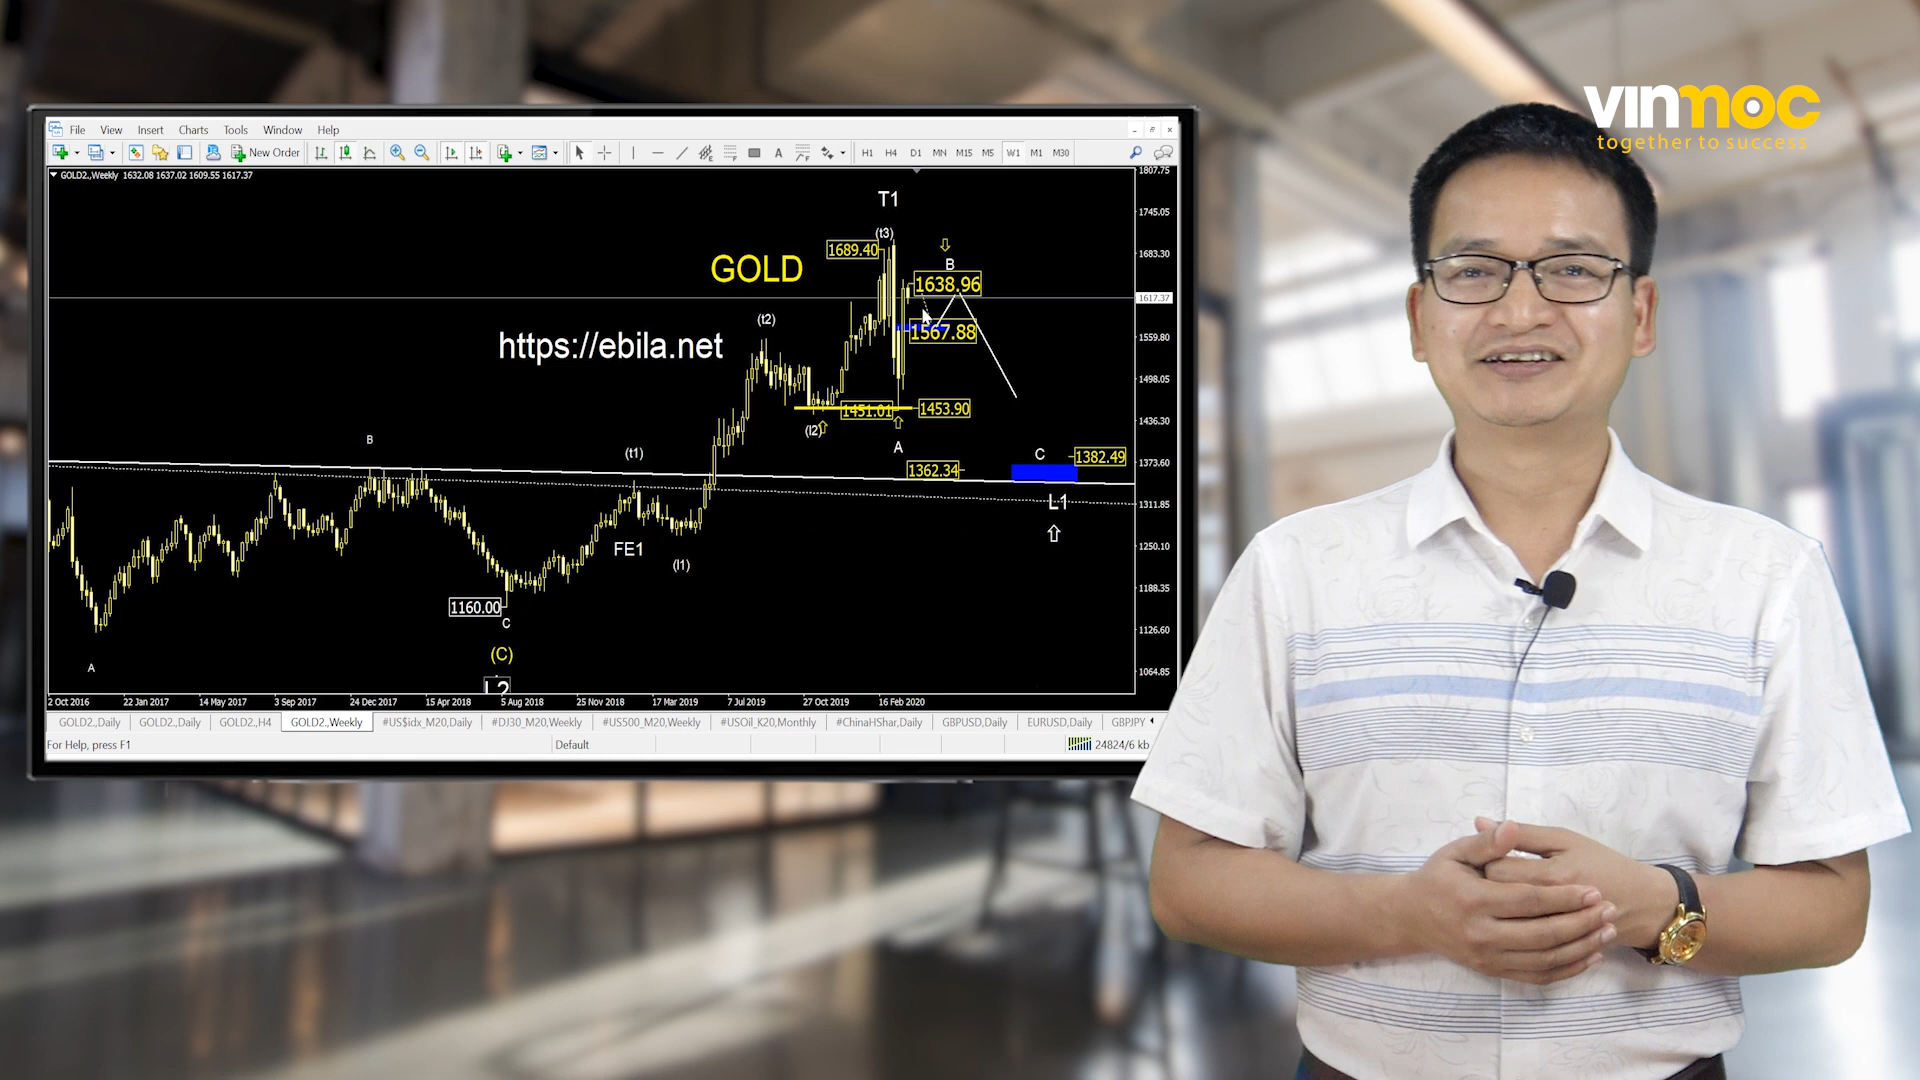 vinmoc
together to success
File View Insert Charts Tools Window Help
New Order H1 H4 D1 MN M15 M5 W1 M1 M30
GOLD2.,Weekly 1632.08 1637.02 1609.55 1617.37
1807.75
T1
1745.05
(t3)
1689.40
1683.30
GOLD
B
1638.96
1617.37
(t2)
https://ebila.net
1567.88
1559.80
1498.05
1451.01
1453.90
1436.30
(l2)
B
A
(t1)
C
1382.49
1362.34
1373.60
L1
1311.85
FE1
1250.10
(l1)
1188.35
1160.00
C
1126.60
(C)
A
1064.85
L2
2 Oct 2016 22 Jan 2017 14 May 2017 3 Sep 2017 24 Dec 2017 15 Apr 2018 5 Aug 2018 25 Nov 2018 17 Mar 2019 7 Jul 2019 27 Oct 2019 16 Feb 2020
GOLD2.,Daily GOLD2.,Daily GOLD2.,H4 GOLD2.,Weekly #US$idx_M20,Daily #DJ30_M20,Weekly #US500_M20,Weekly #USOil_K20,Monthly #ChinaHShar,Daily GBPUSD,Daily EURUSD,Daily GBPJPY
For Help, press F1 Default 24824/6 kb